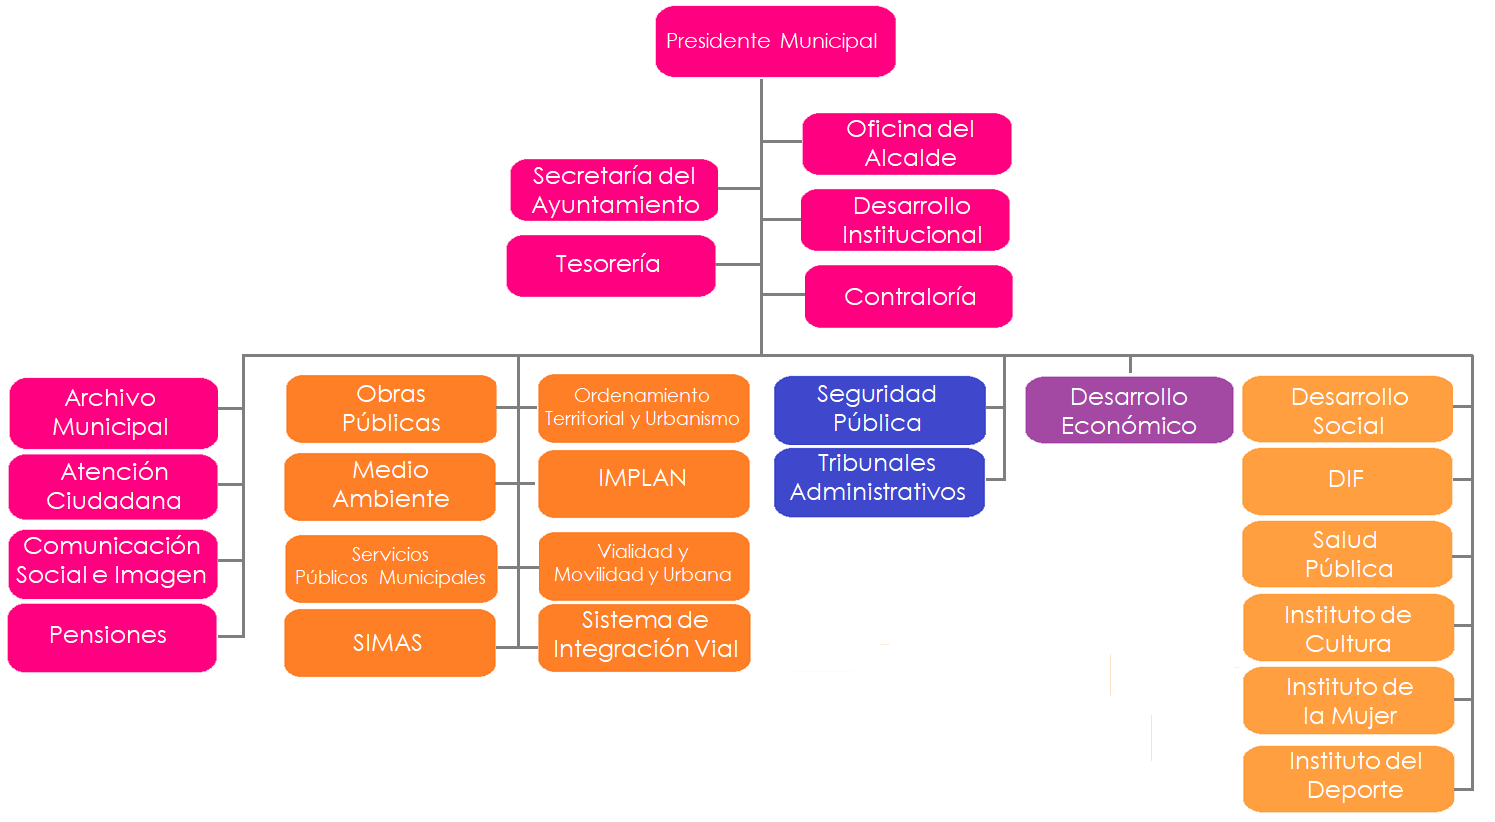 Presidente Municipal
Oficina del
Alcalde
Secretaría del
Ayuntamiento
Desarrollo
Institucional
Tesorería
Contraloría
Archivo
Municipal
Atención
Ciudadana
Comunicación
Social e Imagen
Pensiones
Obras
Públicas
Medio
Ambiente
Servicios
Públicos Municipales
SIMAS
Ordenamiento
Territorial y Urbanismo
IMPLAN
Vialidad y
Movilidad y Urbana
Sistema de
Integración Vial
Seguridad
Pública
Tribunales
Administrativos
Desarrollo
Económico
Desarrollo
Social
DIF
Salud
Pública
Instituto de
Cultura
Instituto de
la Mujer
Instituto del
Deporte